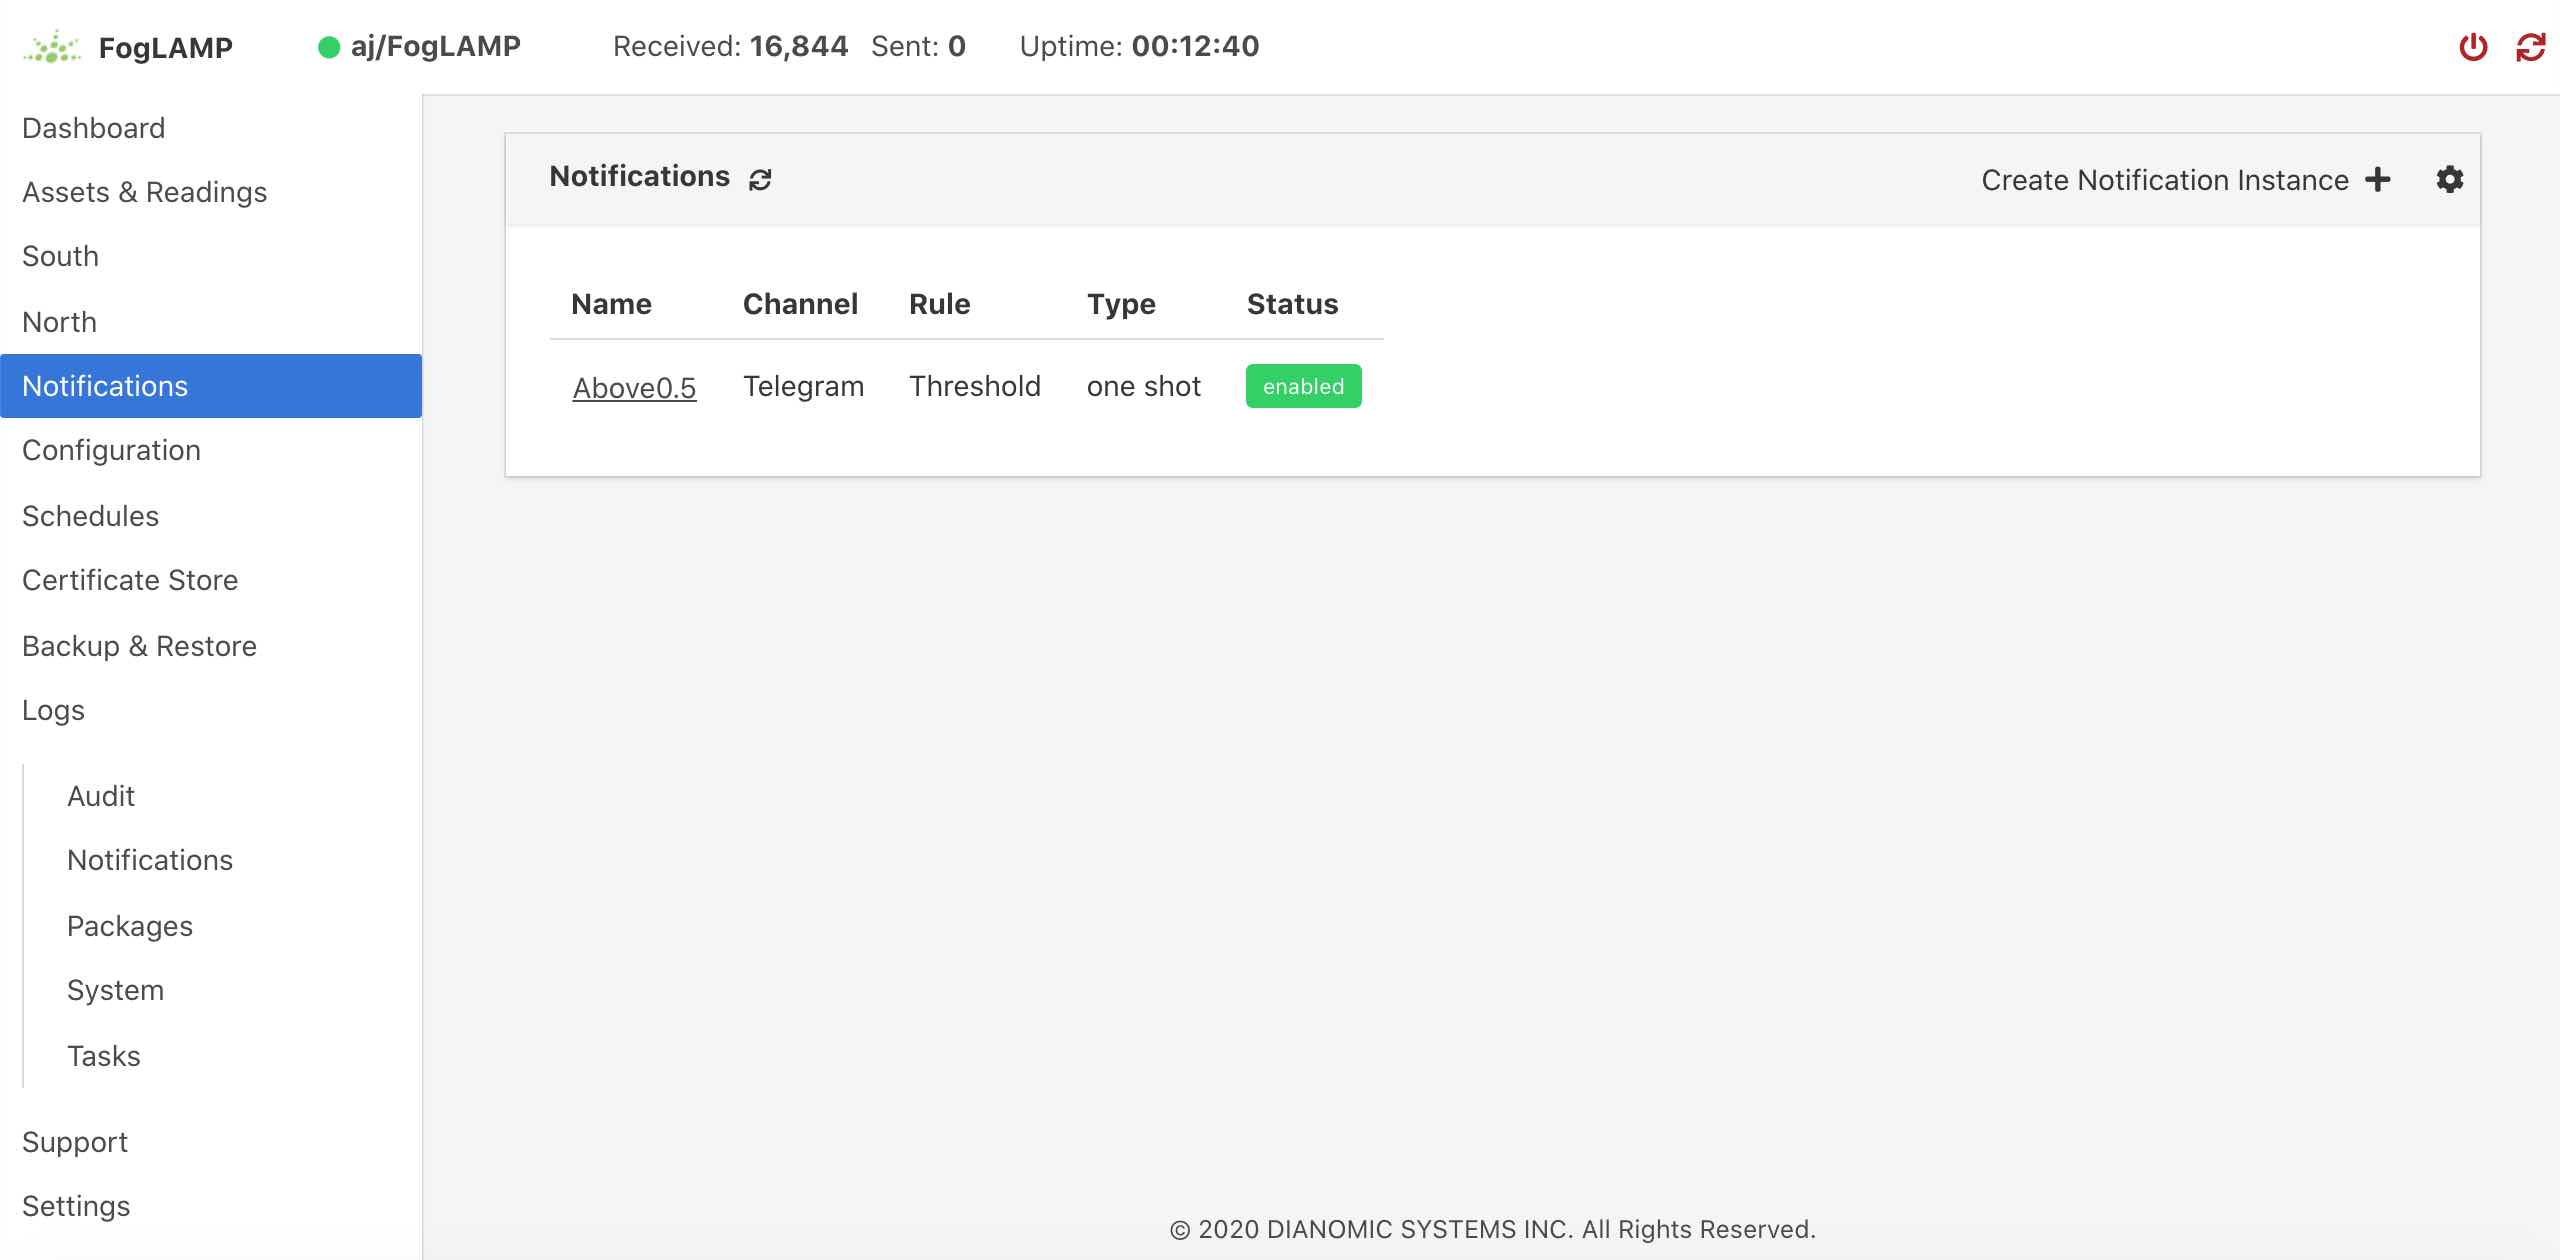 FogLAMP aj/FogLAMP Received: 16,844 Sent: 0 Uptime: 00:12:40
Dashboard
Assets & Readings
South
North
Notifications
Configuration
Schedules
Certificate Store
Backup & Restore
Logs
Audit
Notifications
Packages
System
Tasks
Support
Settings
Notifications Create Notification Instance
Name Channel Rule Type Status
Above0.5 Telegram Threshold one shot enabled
© 2020 DIANOMIC SYSTEMS INC. All Rights Reserved.